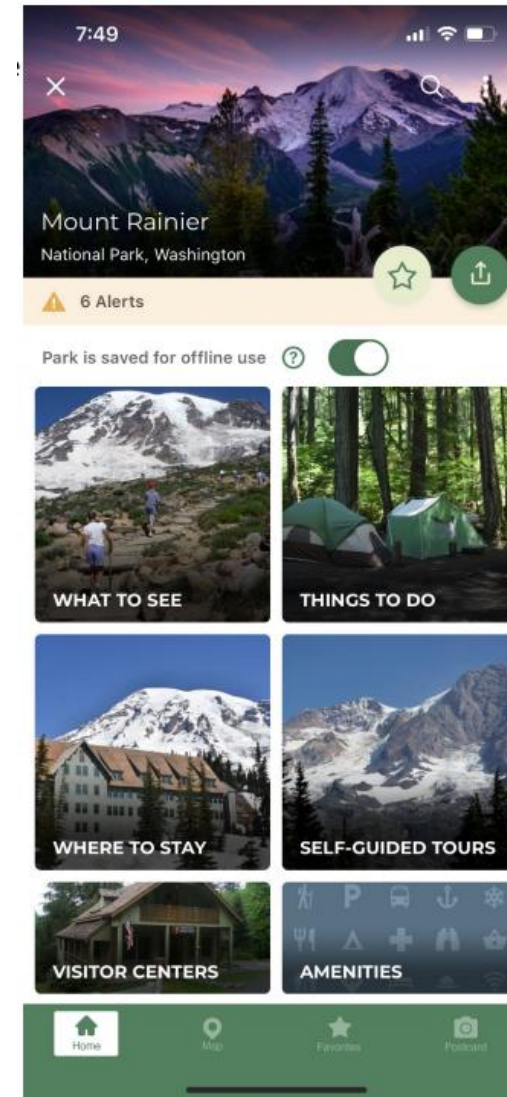 7:49
Mount Rainier
National Park, Washington
6 Alerts
Park is saved for offline use ?
WHAT TO SEE
THINGS TO DO
WHERE TO STAY
SELF-GUIDED TOURS
VISITOR CENTERS
AMENITIES
Home
Map
Favorites
Postcard